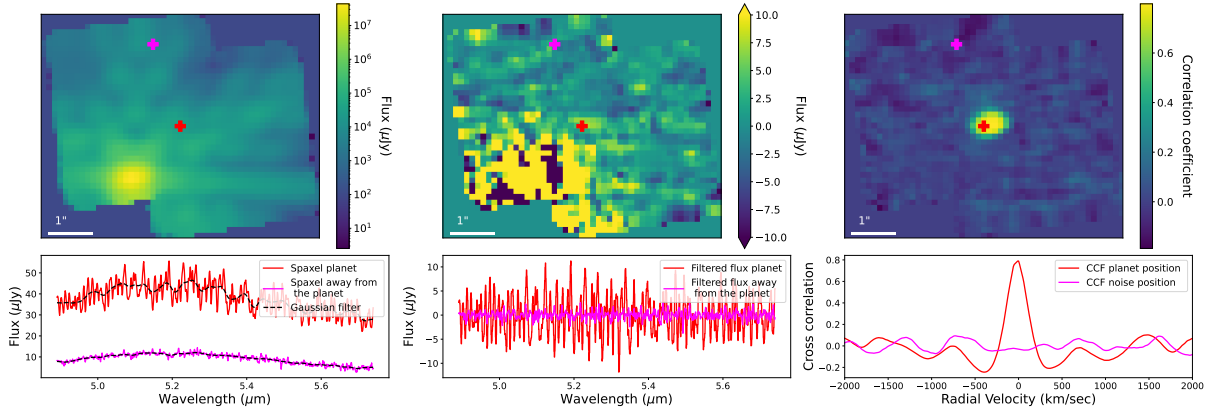 10⁷
10⁶
10⁵
10⁴
10³
10²
10¹
Flux (μJy)
1"
10.0
7.5
5.0
2.5
0.0
−2.5
−5.0
−7.5
−10.0
Flux (μJy)
1"
0.6
0.4
0.2
0.0
Correlation coefficient
1"
Flux (μJy)
50
40
30
20
10
Spaxel planet
Spaxel away from
the planet
Gaussian filter
5.0 5.2 5.4 5.6
Wavelength (μm)
Flux (μJy)
10
5
0
−5
−10
Filtered flux planet
Filtered flux away
from the planet
5.0 5.2 5.4 5.6
Wavelength (μm)
Cross correlation
0.8
0.6
0.4
0.2
0.0
−0.2
CCF planet position
CCF noise position
−2000 −1500 −1000 −500 0 500 1000 1500 2000
Radial Velocity (km/sec)